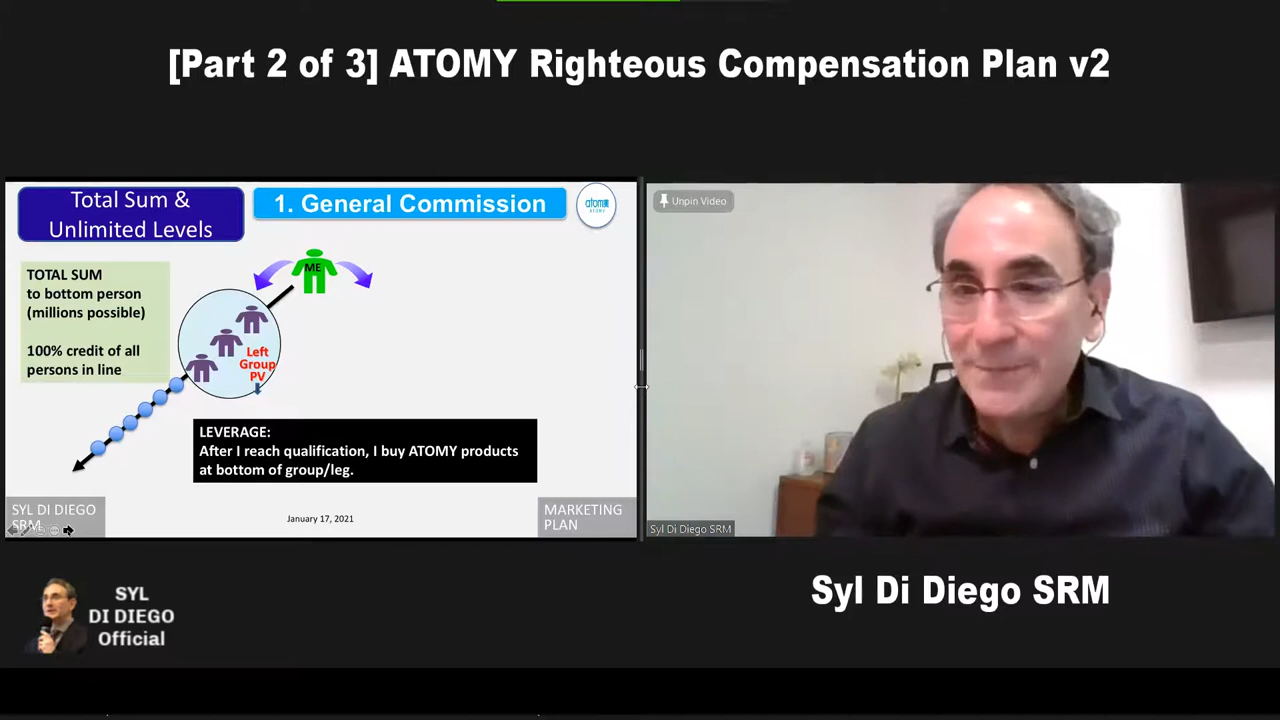 [Part 2 of 3] ATOMY Righteous Compensation Plan v2
Total Sum &
Unlimited Levels
1. General Commission
atomy
ATOMY
TOTAL SUM
to bottom person
(millions possible)
100% credit of all
persons in line
ME
Left
Group
PV
LEVERAGE:
After I reach qualification, I buy ATOMY products
at bottom of group/leg.
SYL DI DIEGO
SRM
January 17, 2021
MARKETING
PLAN
Unpin Video
Syl Di Diego SRM
Syl Di Diego SRM
SYL
DI DIEGO
Official